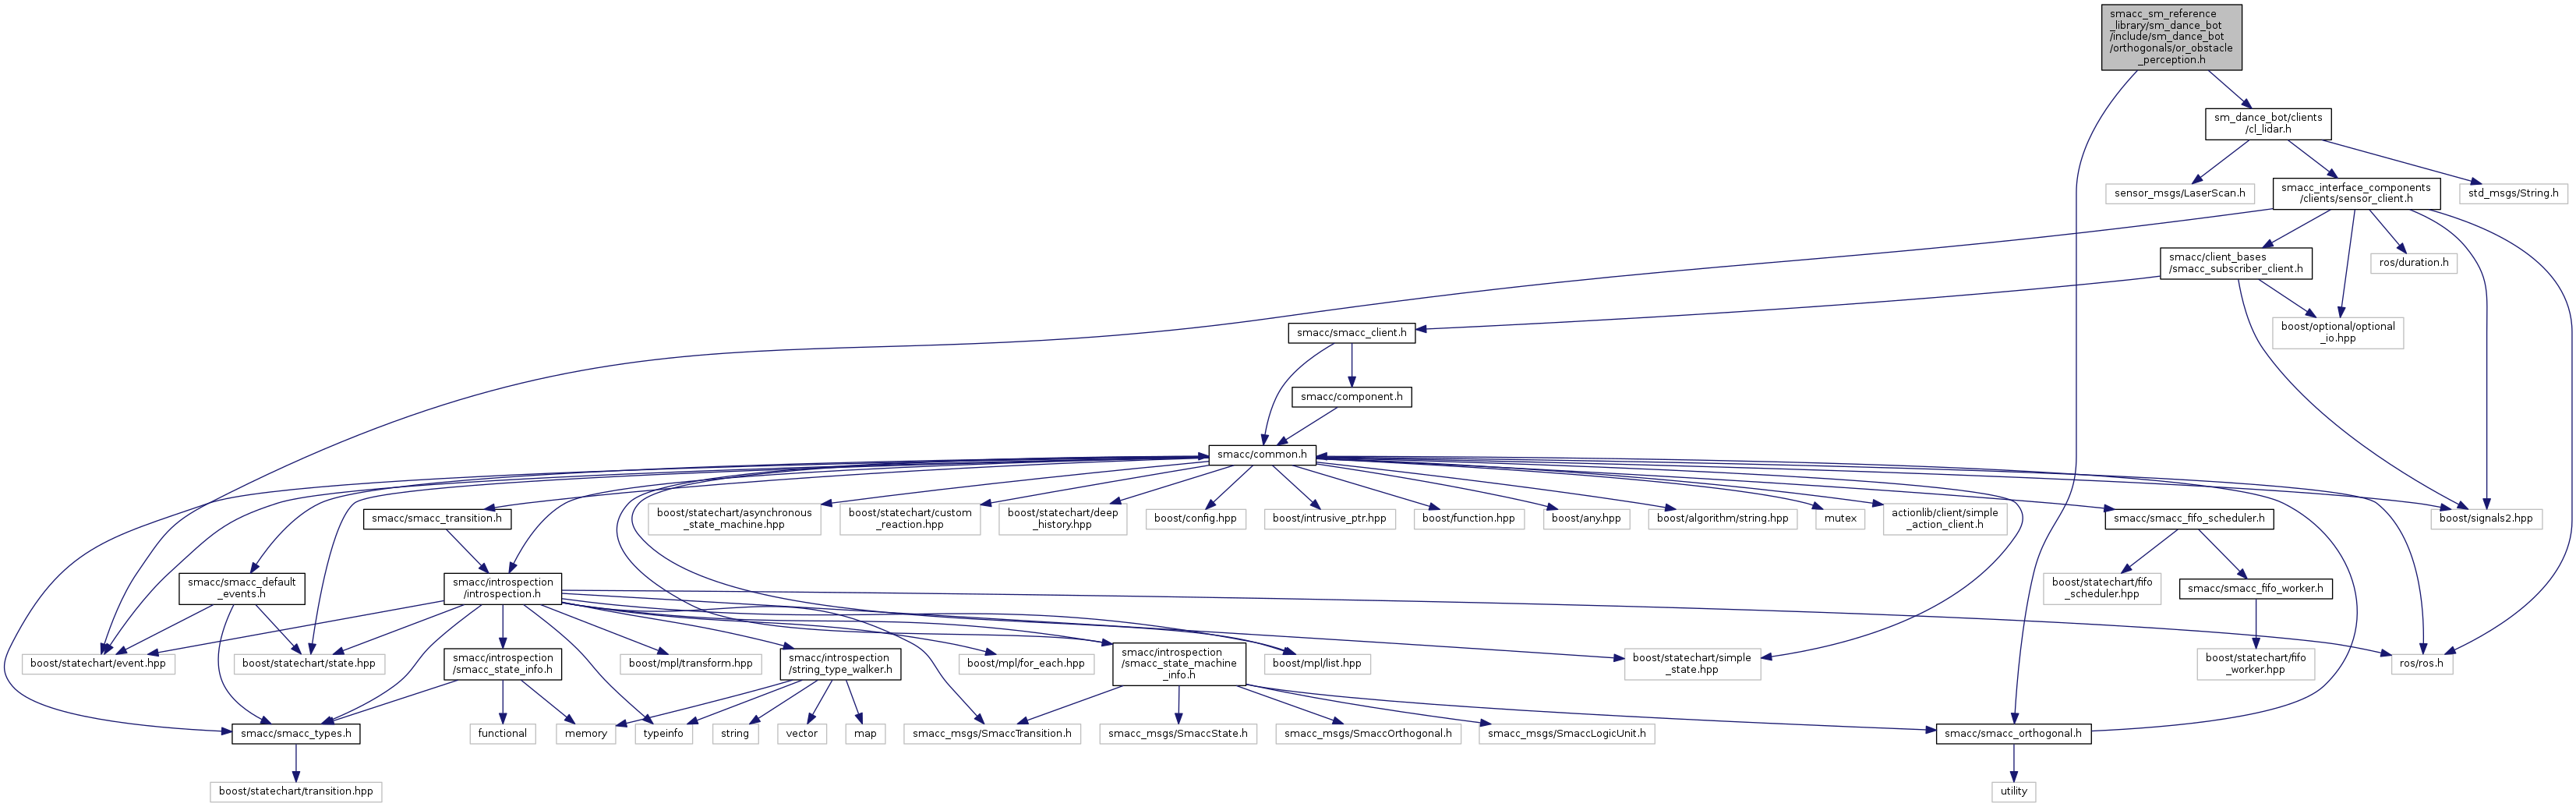 smacc_sm_reference
_library/sm_dance_bot
/include/sm_dance_bot
/orthogonals/or_obstacle
_perception.h
sm_dance_bot/clients
/cl_lidar.h
sensor_msgs/LaserScan.h
smacc_interface_components
/clients/sensor_client.h
std_msgs/String.h
smacc/client_bases
/smacc_subscriber_client.h
ros/duration.h
smacc/smacc_client.h
boost/optional/optional
_io.hpp
smacc/component.h
smacc/common.h
smacc/smacc_transition.h
boost/statechart/asynchronous
_state_machine.hpp
boost/statechart/custom
_reaction.hpp
boost/statechart/deep
_history.hpp
boost/config.hpp
boost/intrusive_ptr.hpp
boost/function.hpp
boost/any.hpp
boost/algorithm/string.hpp
mutex
actionlib/client/simple
_action_client.h
smacc/smacc_fifo_scheduler.h
boost/signals2.hpp
smacc/smacc_default
_events.h
smacc/introspection
/introspection.h
boost/statechart/fifo
_scheduler.hpp
smacc/smacc_fifo_worker.h
boost/statechart/event.hpp
boost/statechart/state.hpp
smacc/introspection
/smacc_state_info.h
boost/mpl/transform.hpp
smacc/introspection
/string_type_walker.h
boost/mpl/for_each.hpp
smacc/introspection
/smacc_state_machine
_info.h
boost/mpl/list.hpp
boost/statechart/simple
_state.hpp
boost/statechart/fifo
_worker.hpp
ros/ros.h
smacc/smacc_types.h
functional
memory
typeinfo
string
vector
map
smacc_msgs/SmaccTransition.h
smacc_msgs/SmaccState.h
smacc_msgs/SmaccOrthogonal.h
smacc_msgs/SmaccLogicUnit.h
smacc/smacc_orthogonal.h
boost/statechart/transition.hpp
utility